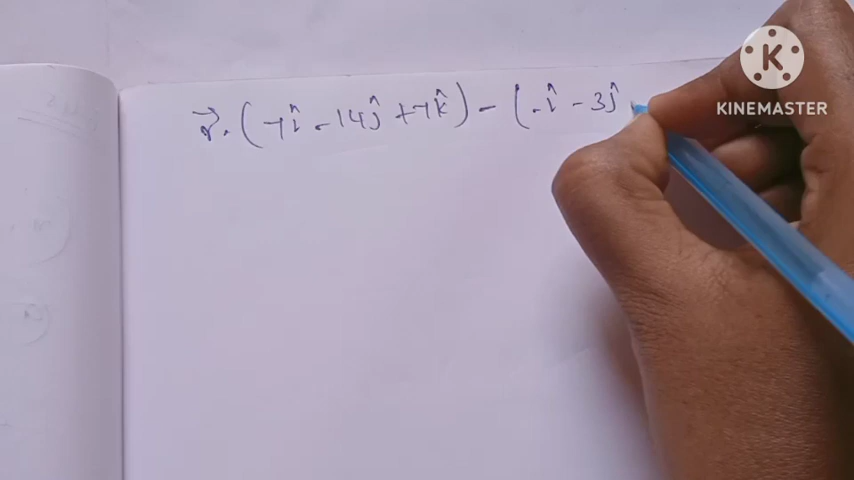 r⃗.(7î - 14ĵ + 7k̂) - (-î - 3ĵ
K
KINEMASTER